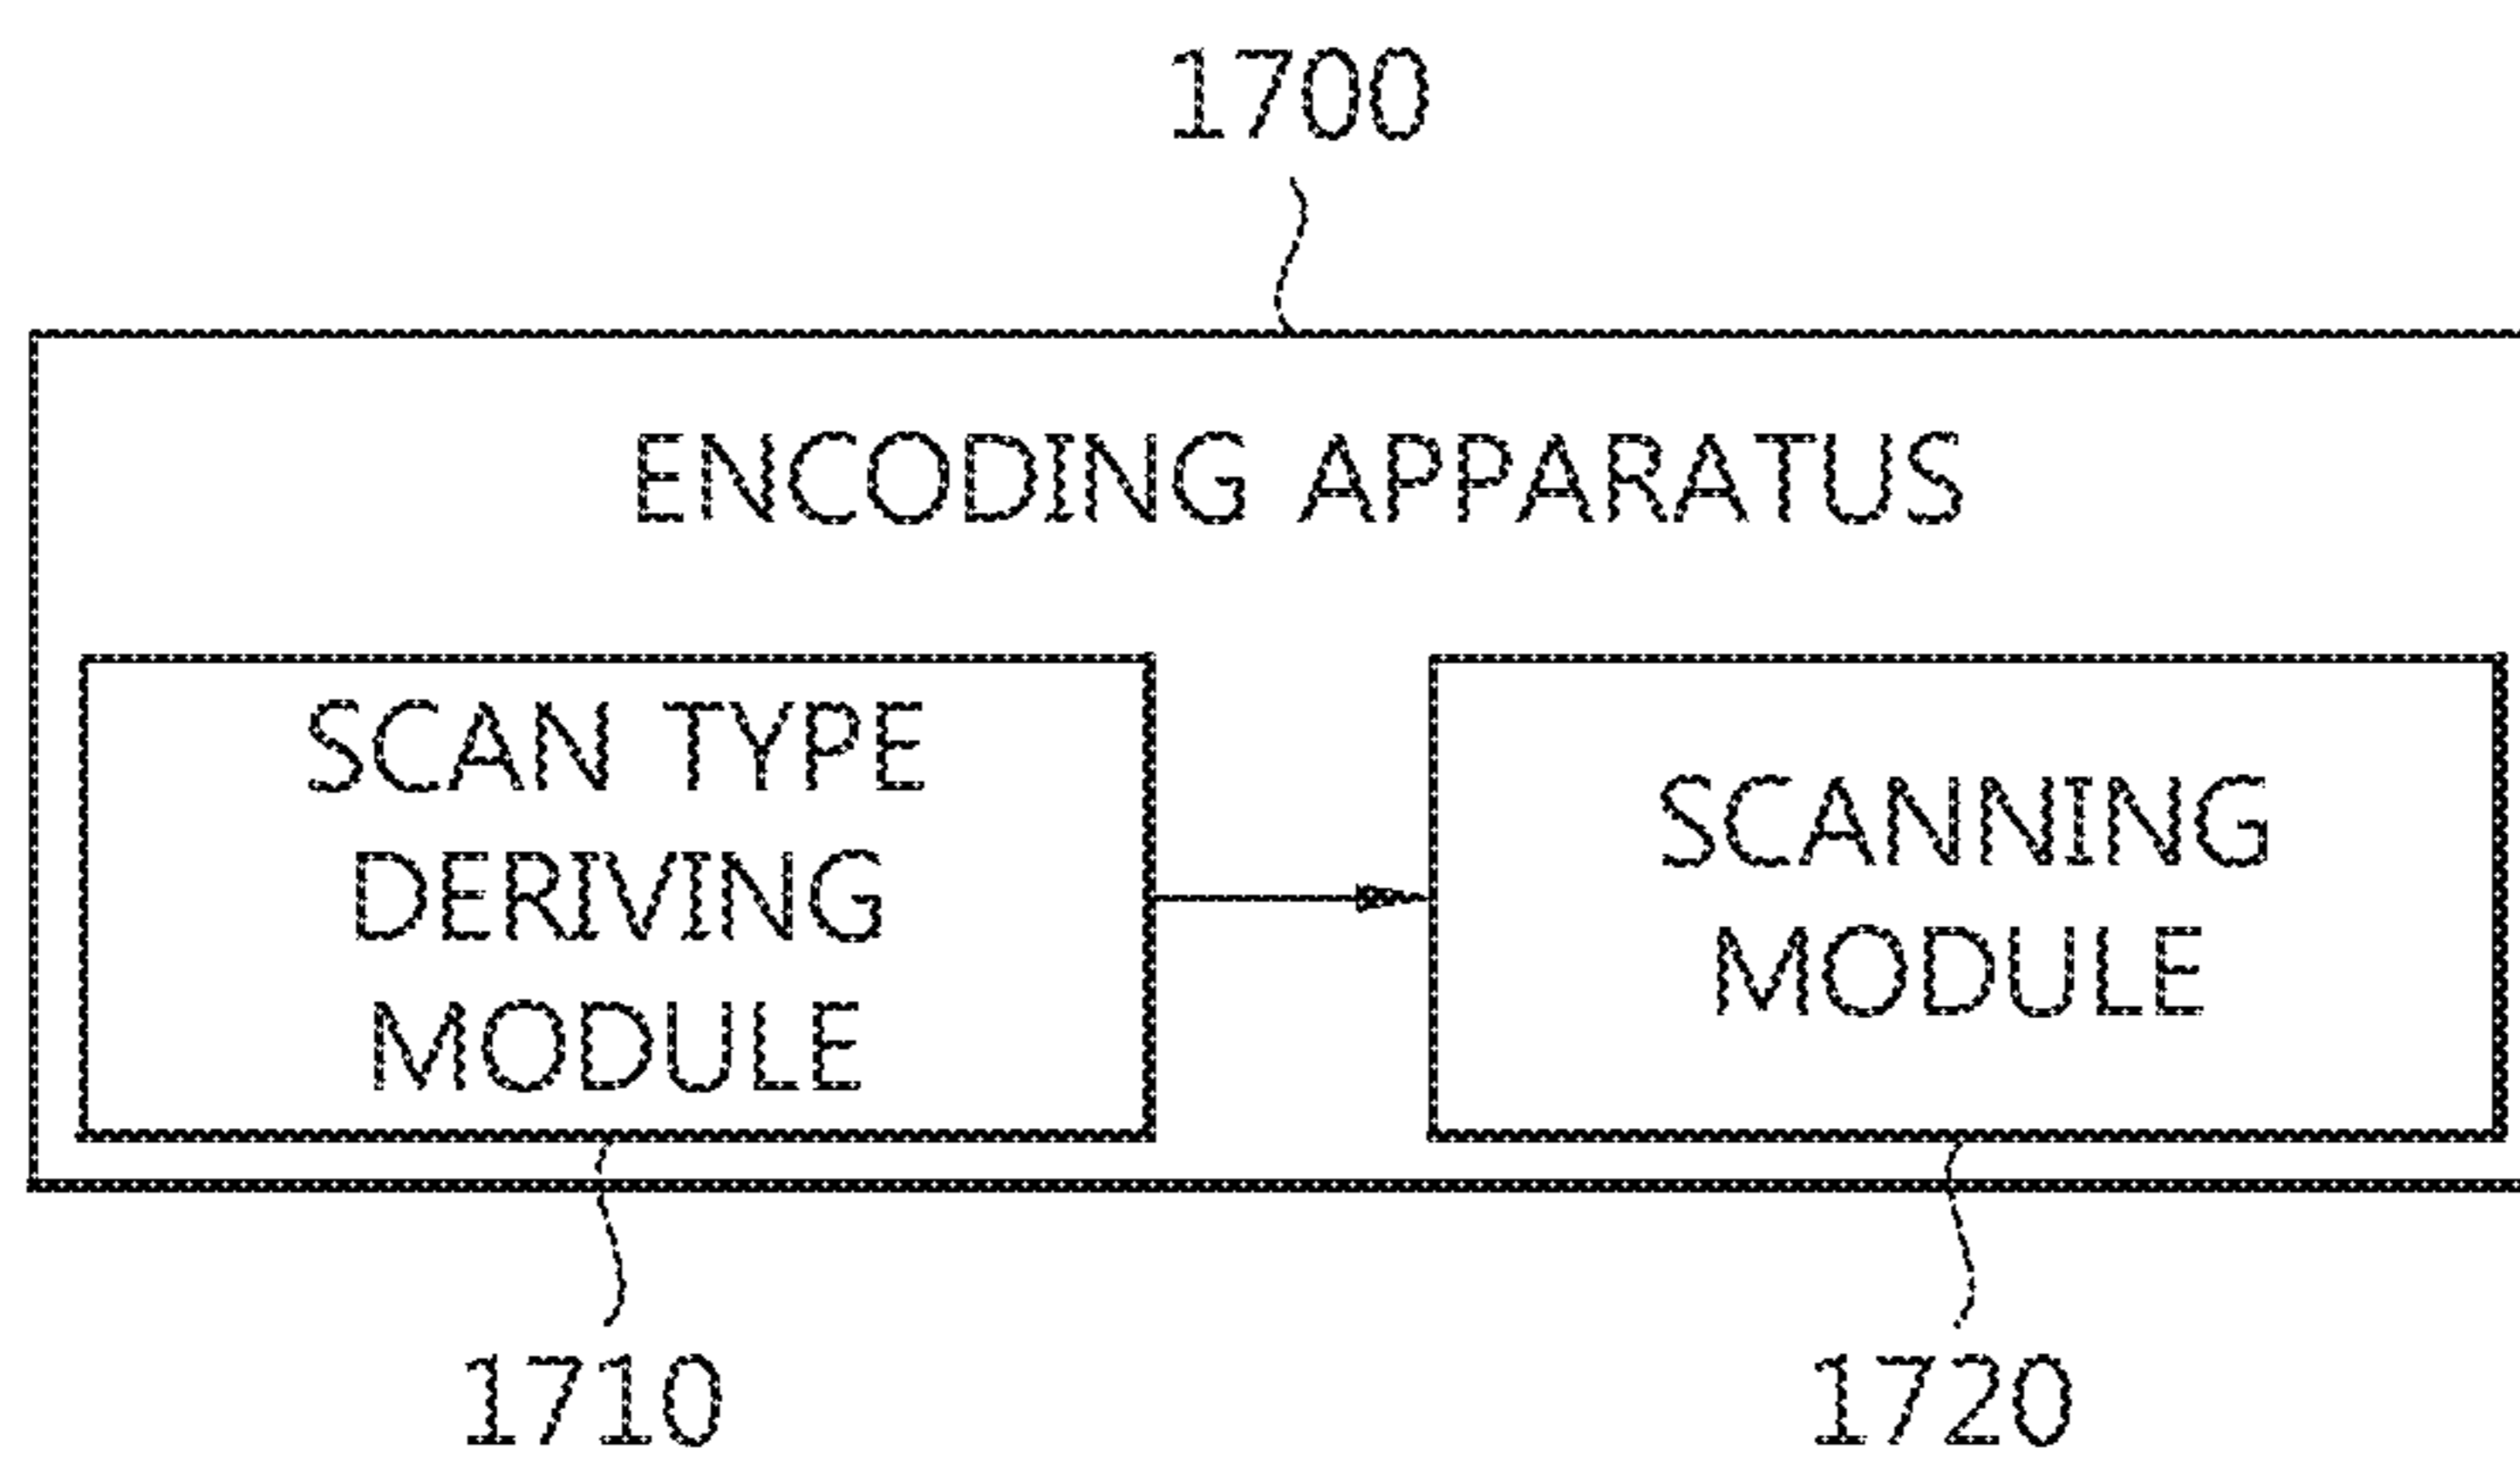 1700
ENCODING APPARATUS
SCAN TYPE
DERIVING
MODULE
SCANNING
MODULE
1710
1720